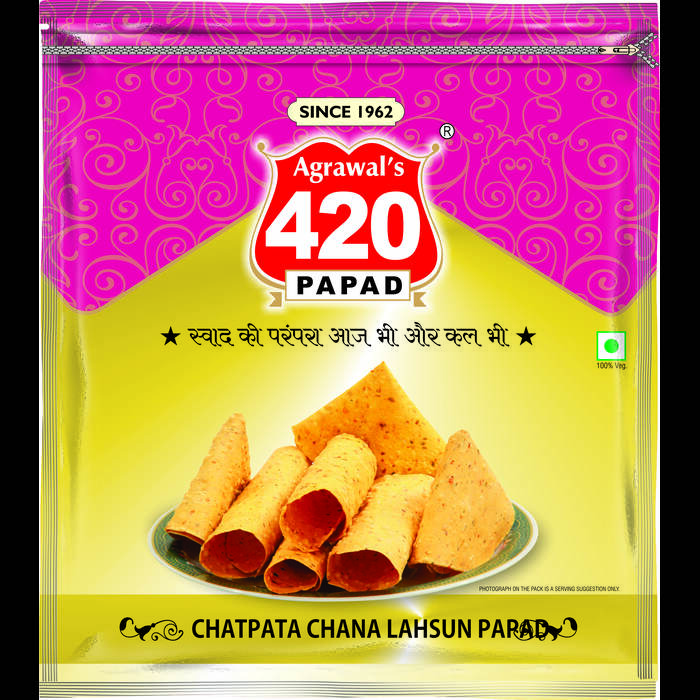 SINCE 1962
®
Agrawal's
420
PAPAD
★ स्वाद की परंपरा आज भी और कल भी ★
100% Veg.
PHOTOGRAPH ON THE PACK IS A SERVING SUGGESTION ONLY.
CHATPATA CHANA LAHSUN PAPAD